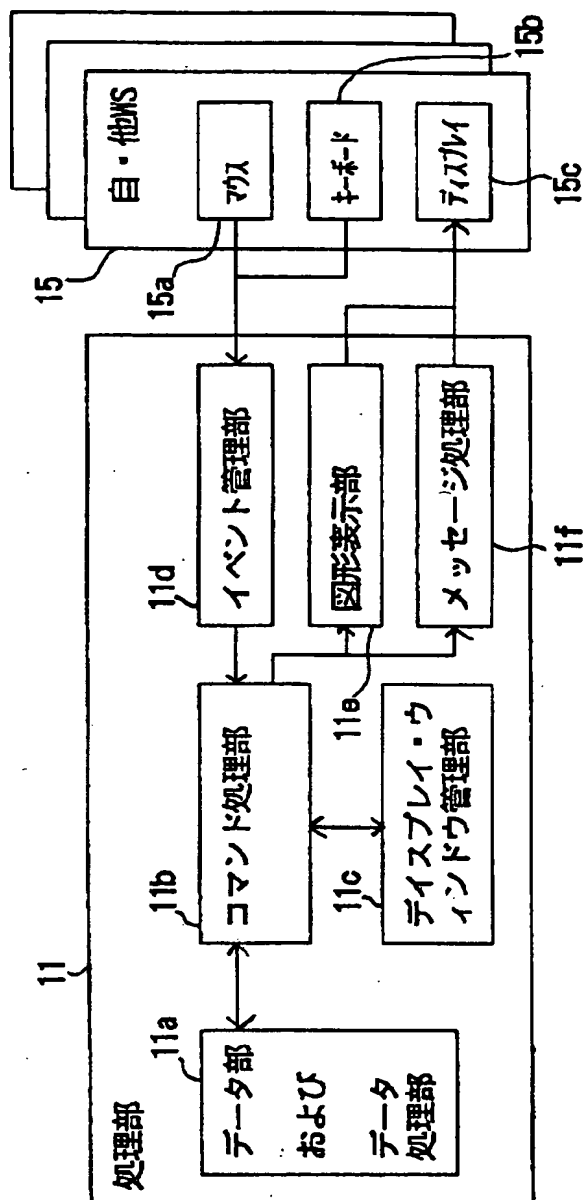 処理部
11
11a
データ部
および
データ
処理部
11b
コマンド処理部
11c
デイスプレイ・ウ
ィンドウ管理部
11d
イベント管理部
11e
図形表示部
メッセージ処理部
11f
15
自・他WS
15a
マウス
キーボード
15b
ディスプレイ
15c